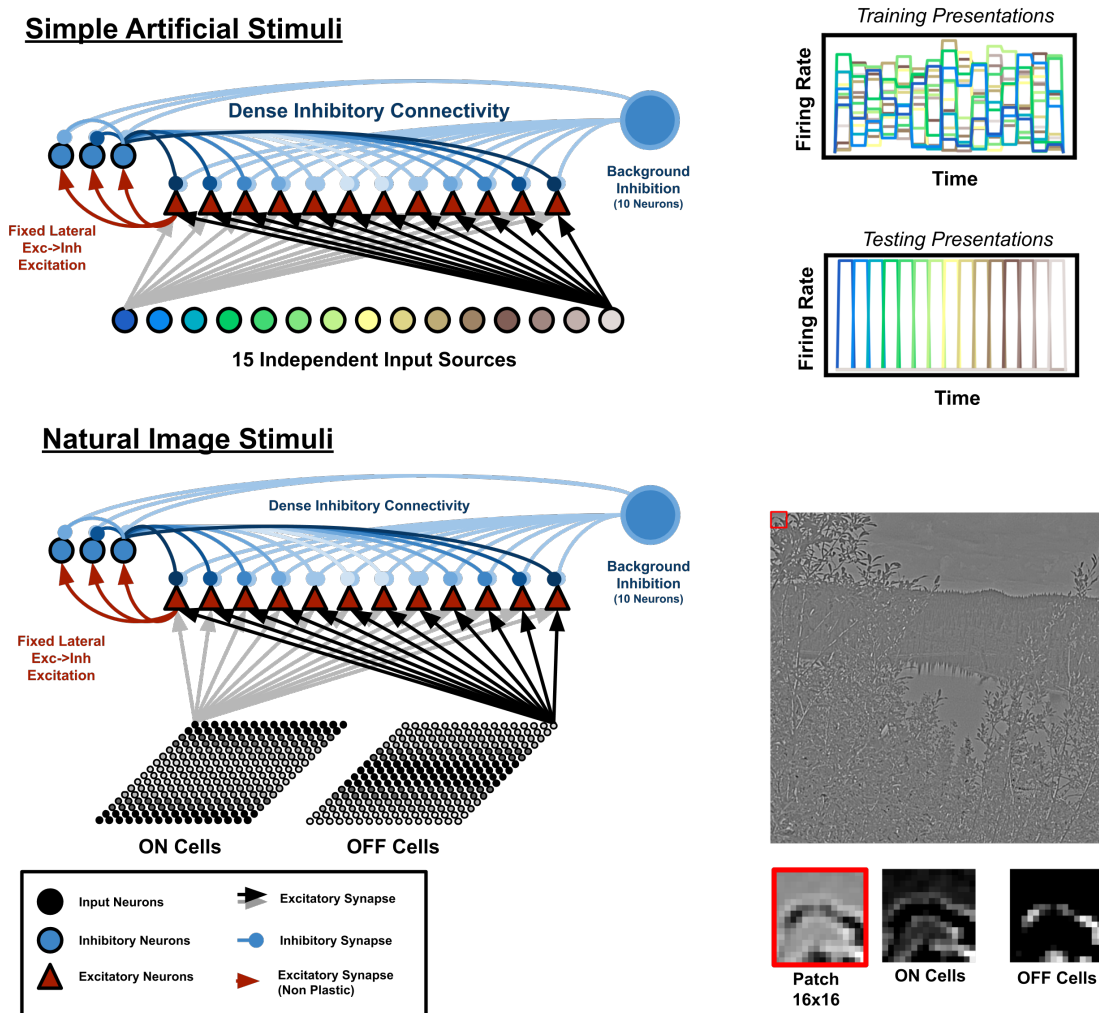 Simple Artificial Stimuli
Dense Inhibitory Connectivity
Background
Inhibition
(10 Neurons)
Fixed Lateral
Exc->Inh
Excitation
15 Independent Input Sources
Training Presentations
Firing Rate
Time
Testing Presentations
Firing Rate
Time
Natural Image Stimuli
Dense Inhibitory Connectivity
Background
Inhibition
(10 Neurons)
Fixed Lateral
Exc->Inh
Excitation
ON Cells
OFF Cells
Input Neurons
Excitatory Synapse
Inhibitory Neurons
Inhibitory Synapse
Excitatory Neurons
Excitatory Synapse
(Non Plastic)
Patch
16x16
ON Cells
OFF Cells